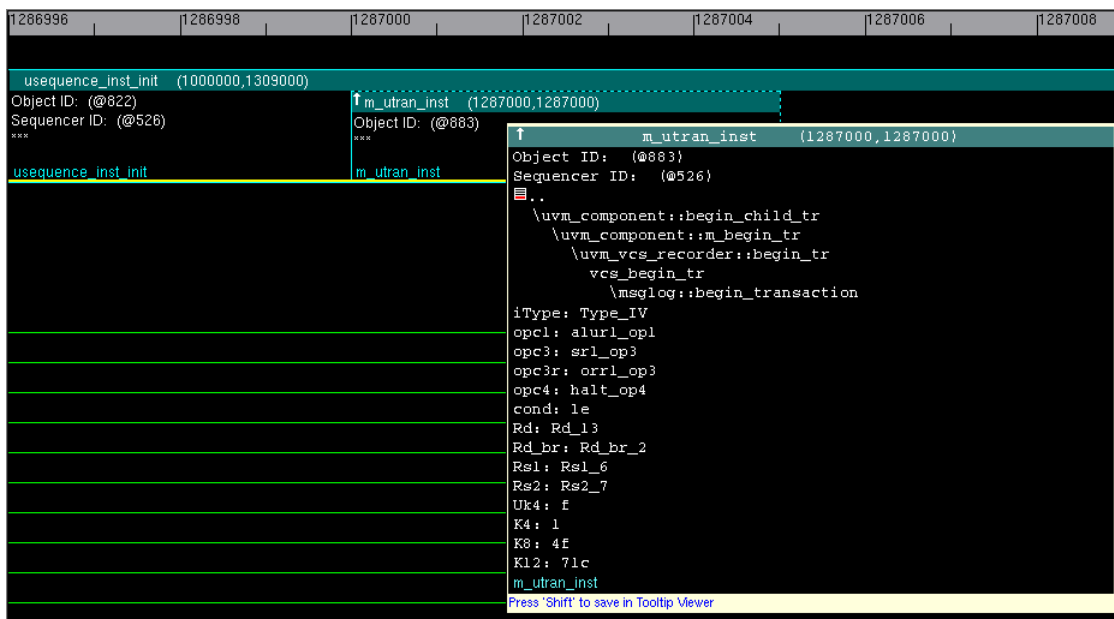 1286996 1286998 1287000 1287002 1287004 1287006 1287008
usequence_inst_init (1000000,1309000)
Object ID: (@822)
Sequencer ID: (@526)
***
usequence_inst_init
m_utran_inst (1287000,1287000)
Object ID: (@883)
***
m_utran_inst
m_utran_inst (1287000,1287000)
Object ID: (@883)
Sequencer ID: (@526)
..
\uvm_component::begin_child_tr
\uvm_component::m_begin_tr
\uvm_vcs_recorder::begin_tr
vcs_begin_tr
\msglog::begin_transaction
iType: Type_IV
opc1: alurl_op1
opc3: srl_op3
opc3r: orrl_op3
opc4: halt_op4
cond: le
Rd: Rd_13
Rd_br: Rd_br_2
Rs1: Rs1_6
Rs2: Rs2_7
Uk4: f
K4: 1
K8: 4f
K12: 71c
m_utran_inst
Press 'Shift' to save in Tooltip Viewer